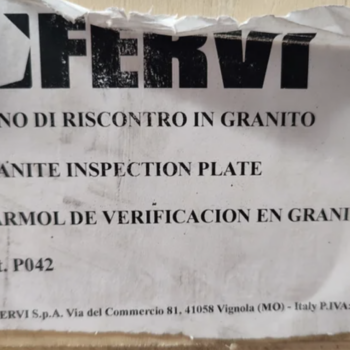 FERVI
NO DI RISCONTRO IN GRANITO
ANITE INSPECTION PLATE
ARMOL DE VERIFICACION EN GRANI
t. P042
ERVI S.p.A. Via del Commercio 81, 41058 Vignola (MO) - Italy P.IVA: